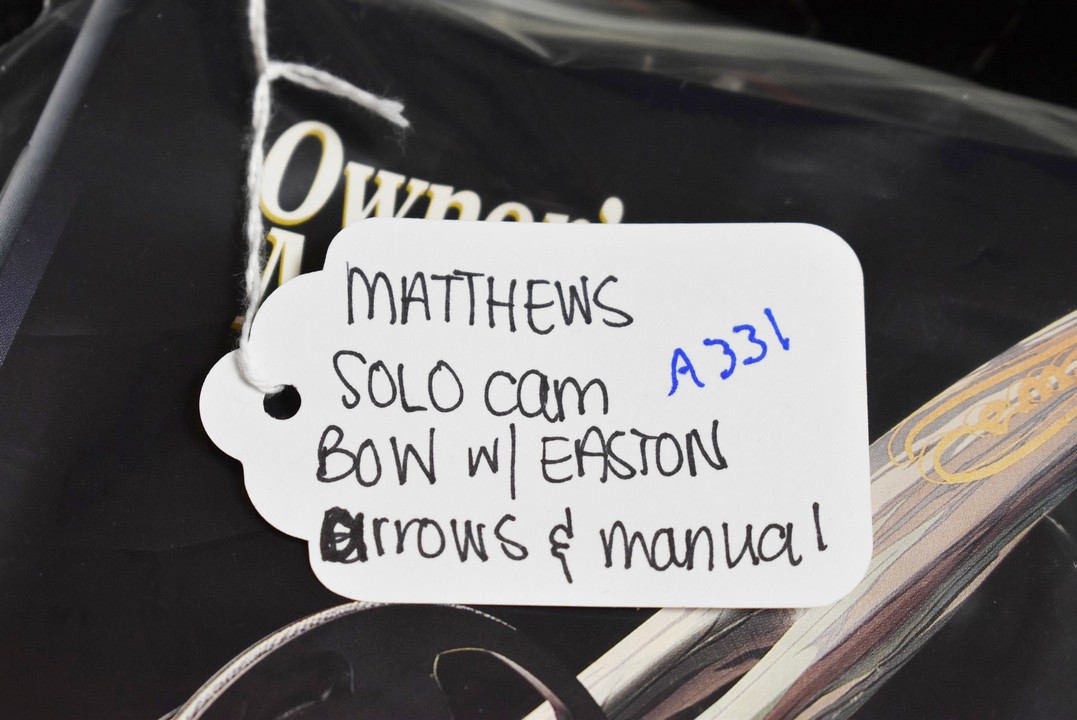 Owner's
MATTHEWS
SOLO cam
A331
BOW w/ EASTON
arrows & manual